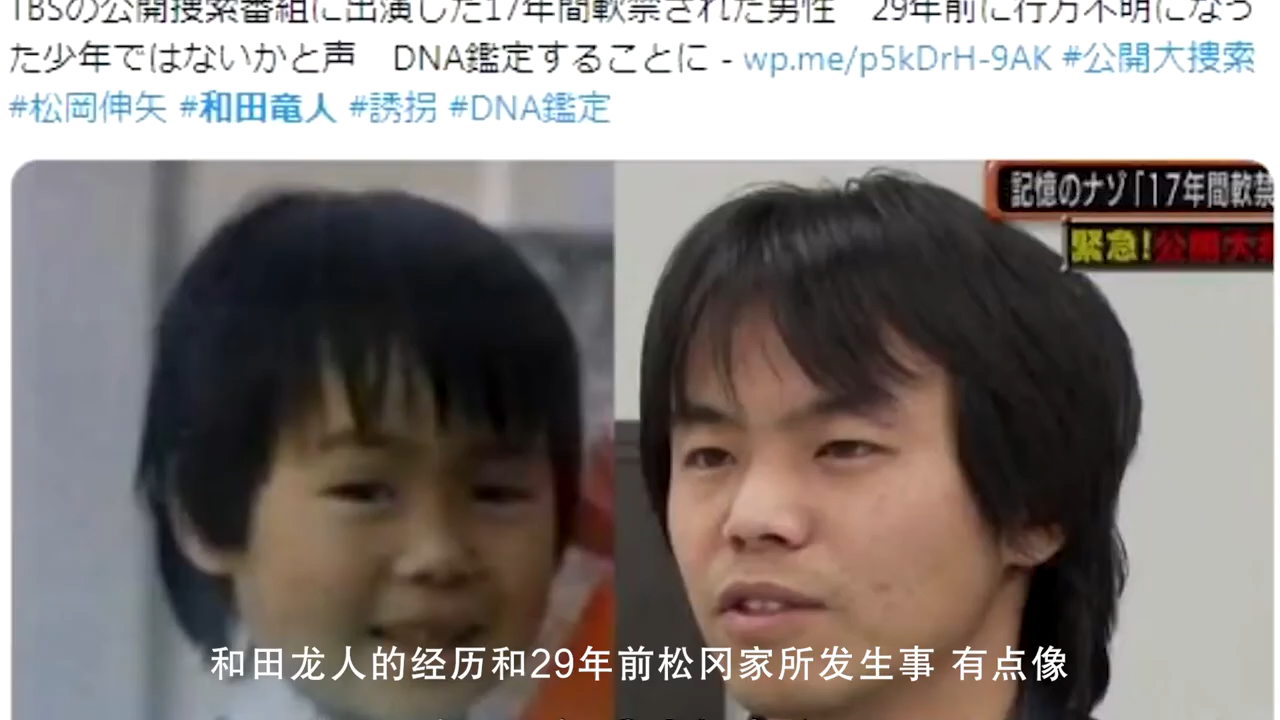 TBSの公開捜索番組に出演した17年間軟禁された男性　29年前に行方不明になっ
た少年ではないかと声　DNA鑑定することに - wp.me/p5kDrH-9AK #公開大捜索
#松岡伸矢 #和田竜人 #誘拐 #DNA鑑定
記憶のナゾ「17年間軟禁
緊急!公開大捜
和田龙人的经历和29年前松冈家所发生事 有点像